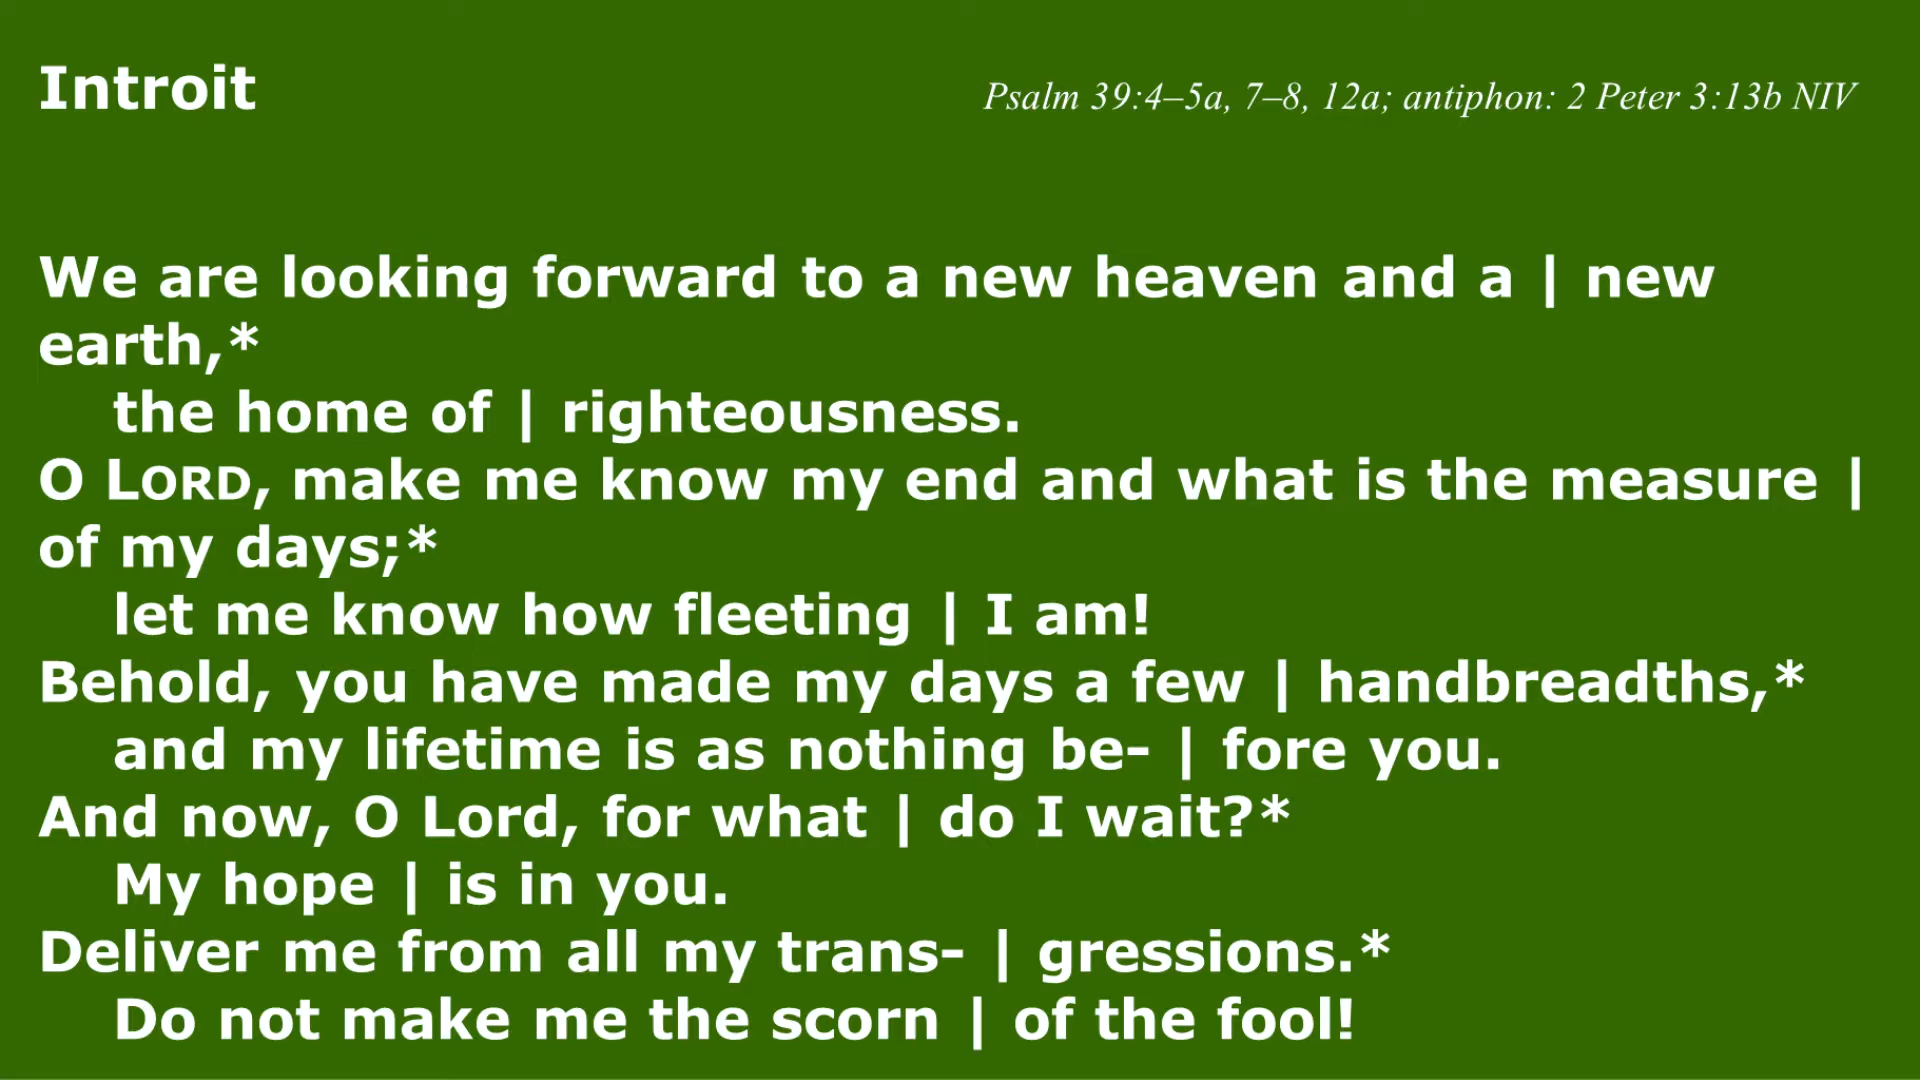 Introit
Psalm 39:4–5a, 7–8, 12a; antiphon: 2 Peter 3:13b NIV
We are looking forward to a new heaven and a | new
earth,*
the home of | righteousness.
O LORD, make me know my end and what is the measure |
of my days;*
let me know how fleeting | I am!
Behold, you have made my days a few | handbreadths,*
and my lifetime is as nothing be- | fore you.
And now, O Lord, for what | do I wait?*
My hope | is in you.
Deliver me from all my trans- | gressions.*
Do not make me the scorn | of the fool!